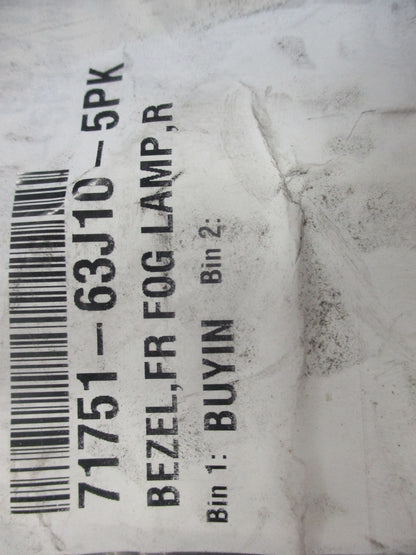 71751-63J10-5PK
BEZEL,FR FOG LAMP,R
Bin 1: BUYIN Bin 2: